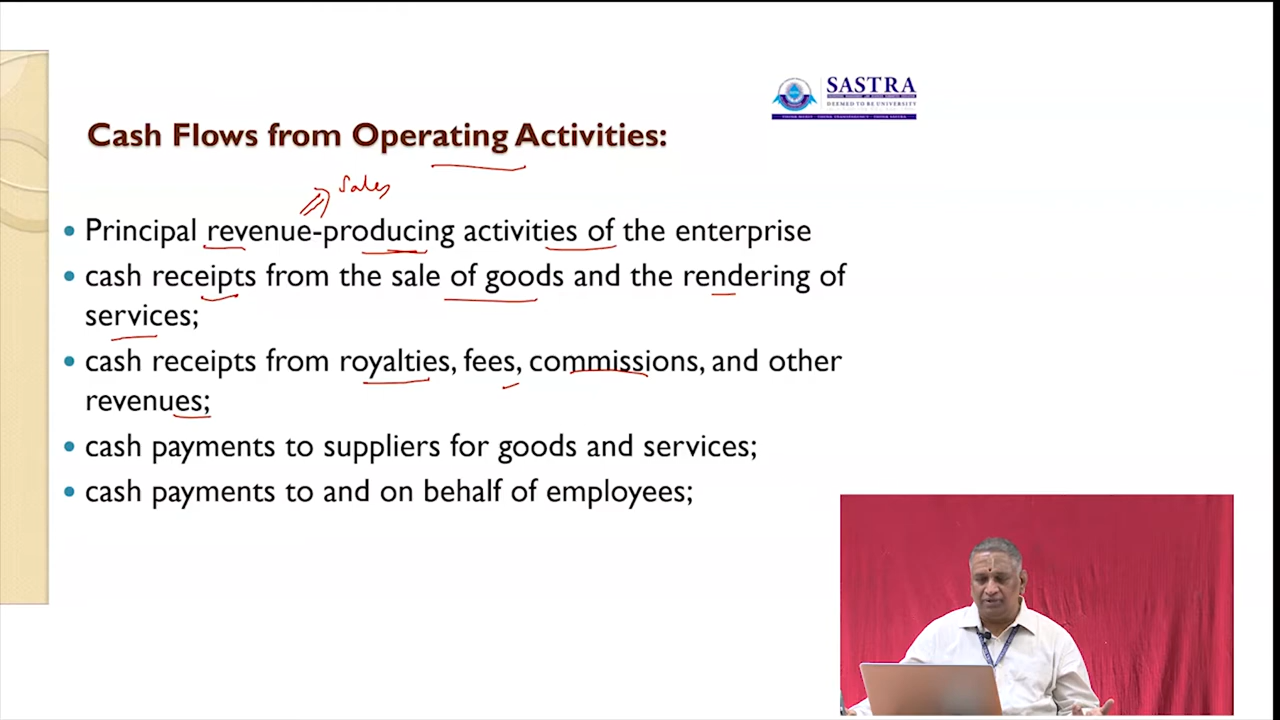 SASTRA
DEEMED TO BE UNIVERSITY
Cash Flows from Operating Activities:
Sales
• Principal revenue-producing activities of the enterprise
• cash receipts from the sale of goods and the rendering of
services;
• cash receipts from royalties, fees, commissions, and other
revenues;
• cash payments to suppliers for goods and services;
• cash payments to and on behalf of employees;